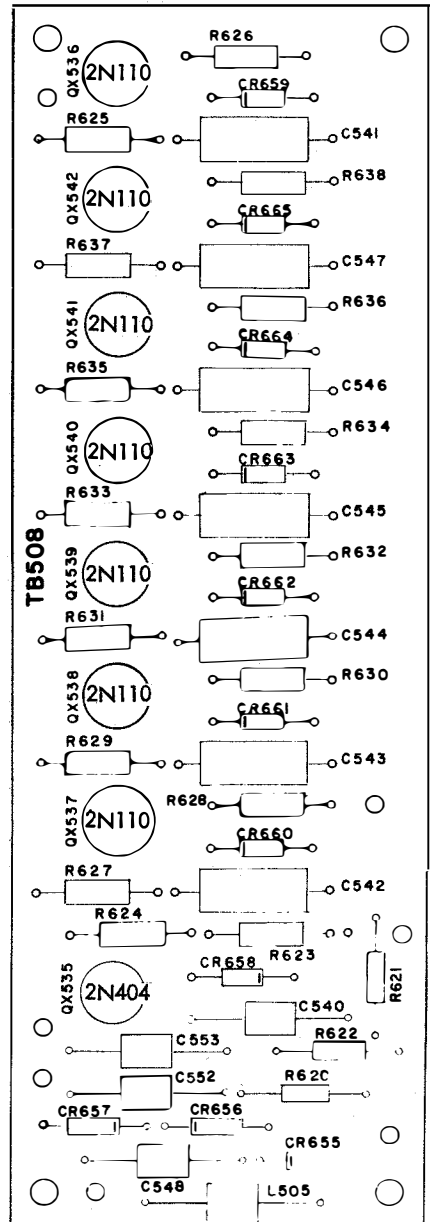 R626
QX536
2N110
CR659
R625
C541
R638
QX542
2N110
CR665
R637
C547
R636
QX541
2N110
CR664
R635
C546
R634
QX540
2N110
CR663
R633
C545
TB508
R632
QX539
2N110
CR662
R631
C544
R630
QX538
2N110
CR661
R629
C543
R628
QX537
2N110
CR660
R627
C542
R624
R623
R621
CR658
QX535
2N404
C540
C553
R622
C552
R62C
CR657
CR656
CR655
C548
L505